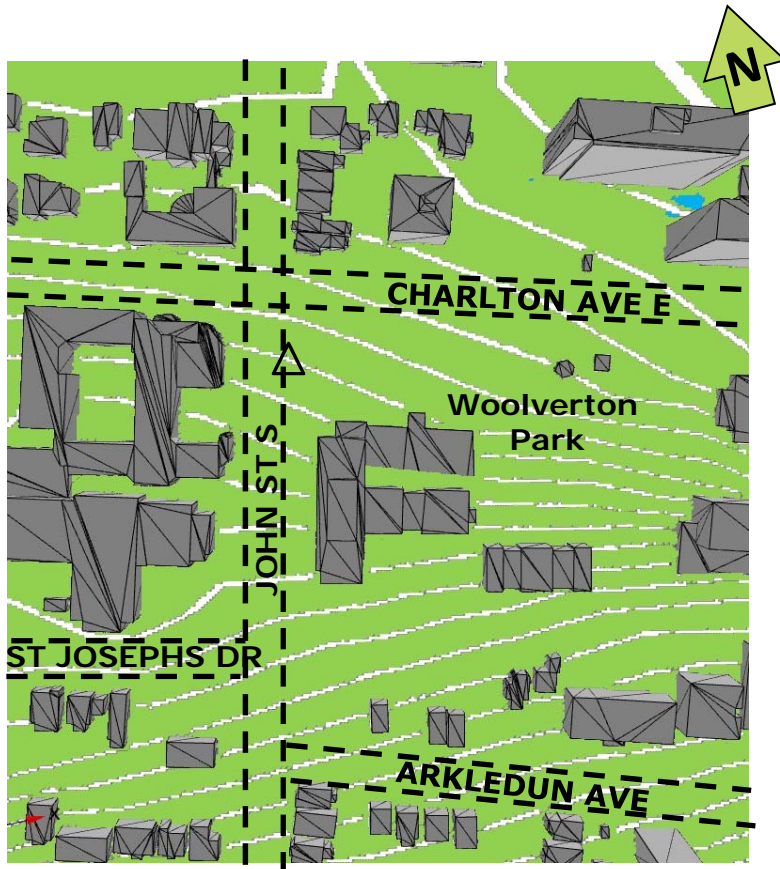 N
CHARLTON AVE E
Woolverton
Park
JOHN ST S
ST JOSEPHS DR
ARKLEDUN AVE